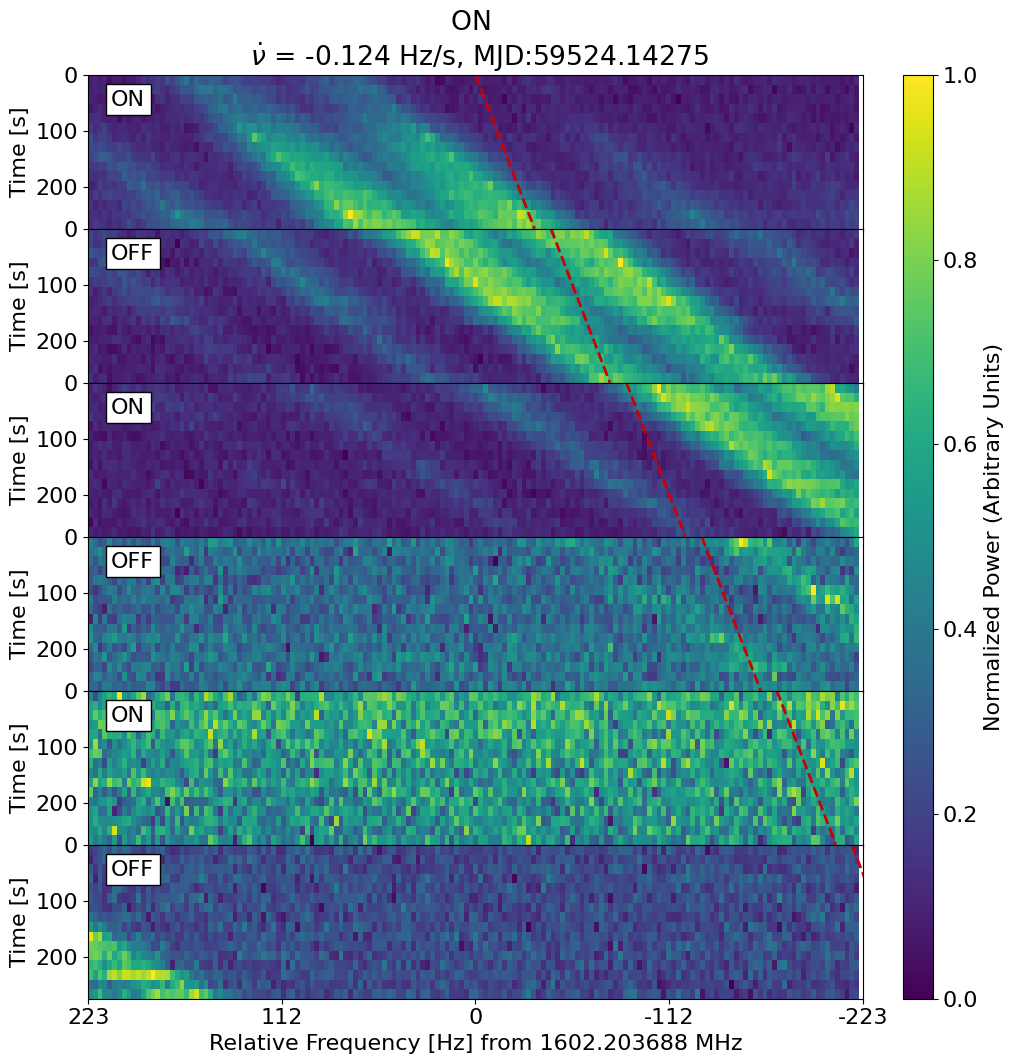 ON
ν̇ = -0.124 Hz/s, MJD:59524.14275
0
100
200
Time [s]
ON
0
100
200
Time [s]
OFF
0
100
200
Time [s]
ON
0
100
200
Time [s]
OFF
0
100
200
Time [s]
ON
0
100
200
Time [s]
OFF
223 112 0 -112 -223
Relative Frequency [Hz] from 1602.203688 MHz
1.0
0.8
0.6
0.4
0.2
0.0
Normalized Power (Arbitrary Units)